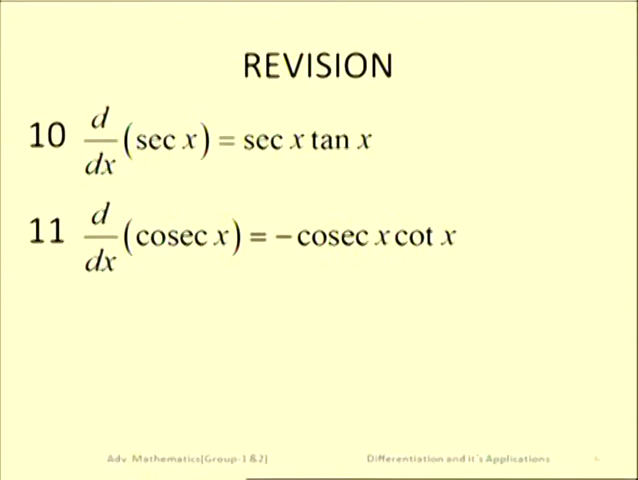 REVISION
10 d/dx (sec x) = sec x tan x
11 d/dx (cosec x) = − cosec x cot x
Adv Mathematics[Group-1 &2] Differentiation and it`s Applications